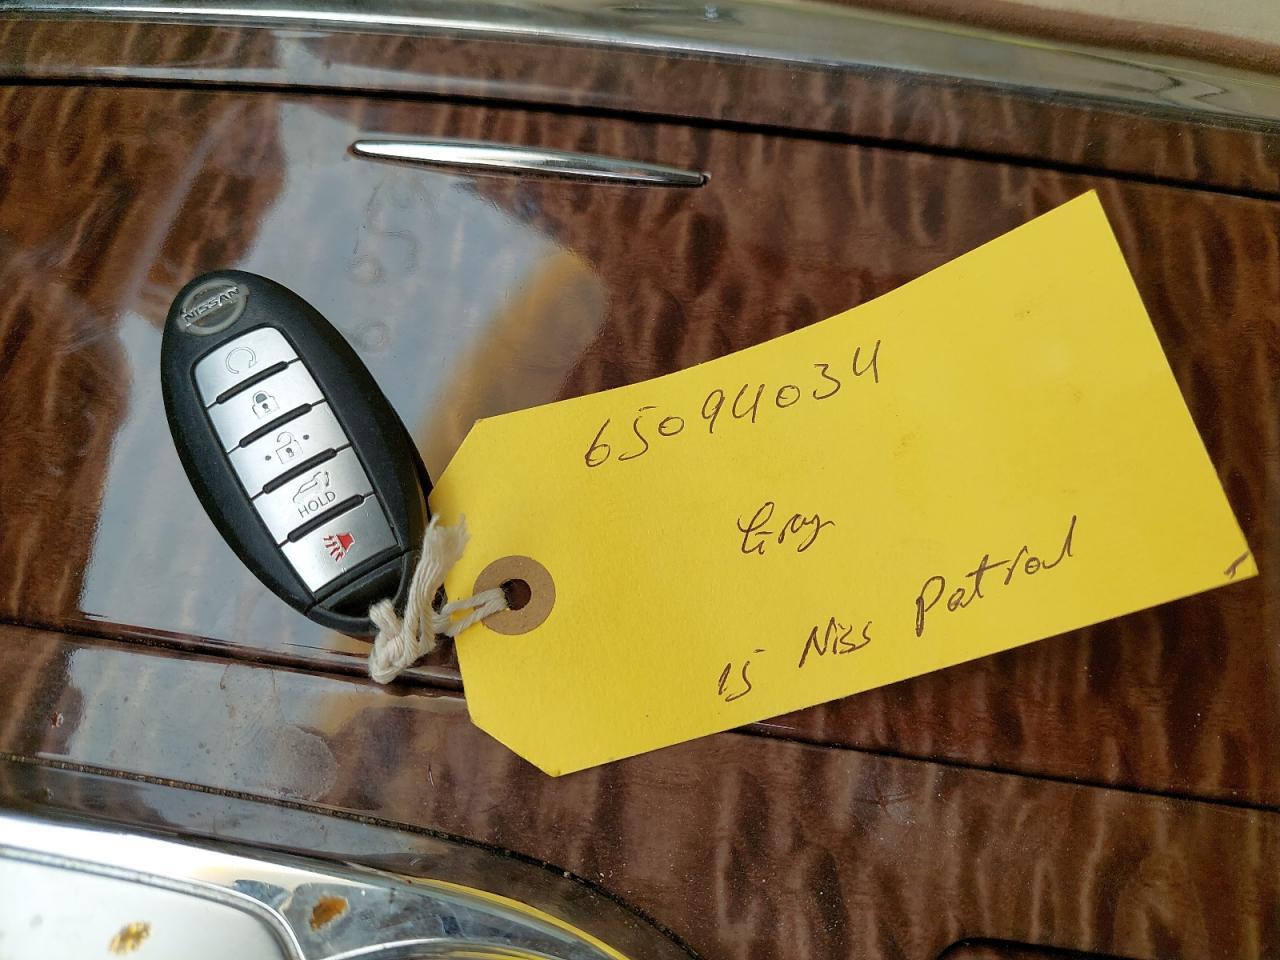 NISSAN
HOLD
65094034
Gray
15 Niss Patrol